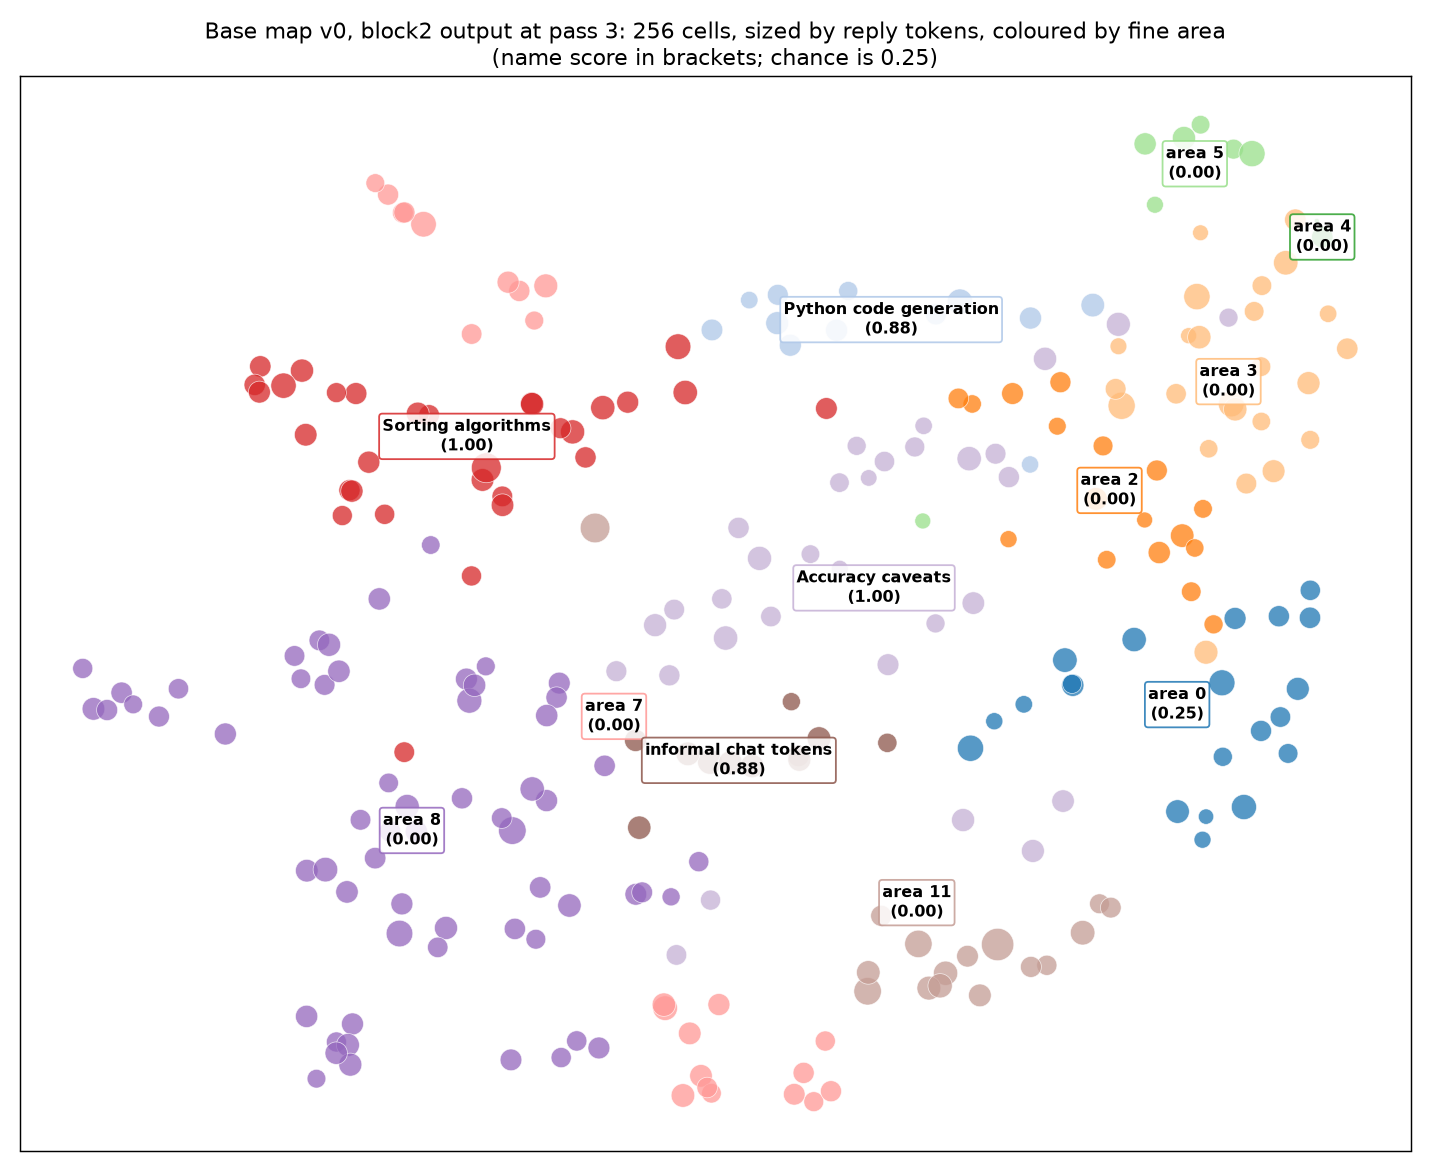 Base map v0, block2 output at pass 3: 256 cells, sized by reply tokens, coloured by fine area
(name score in brackets; chance is 0.25)
area 5
(0.00)
area 4
(0.00)
Python code generation
(0.88)
area 3
(0.00)
Sorting algorithms
(1.00)
area 2
(0.00)
Accuracy caveats
(1.00)
area 0
(0.25)
area 7
(0.00)
informal chat tokens
(0.88)
area 8
(0.00)
area 11
(0.00)